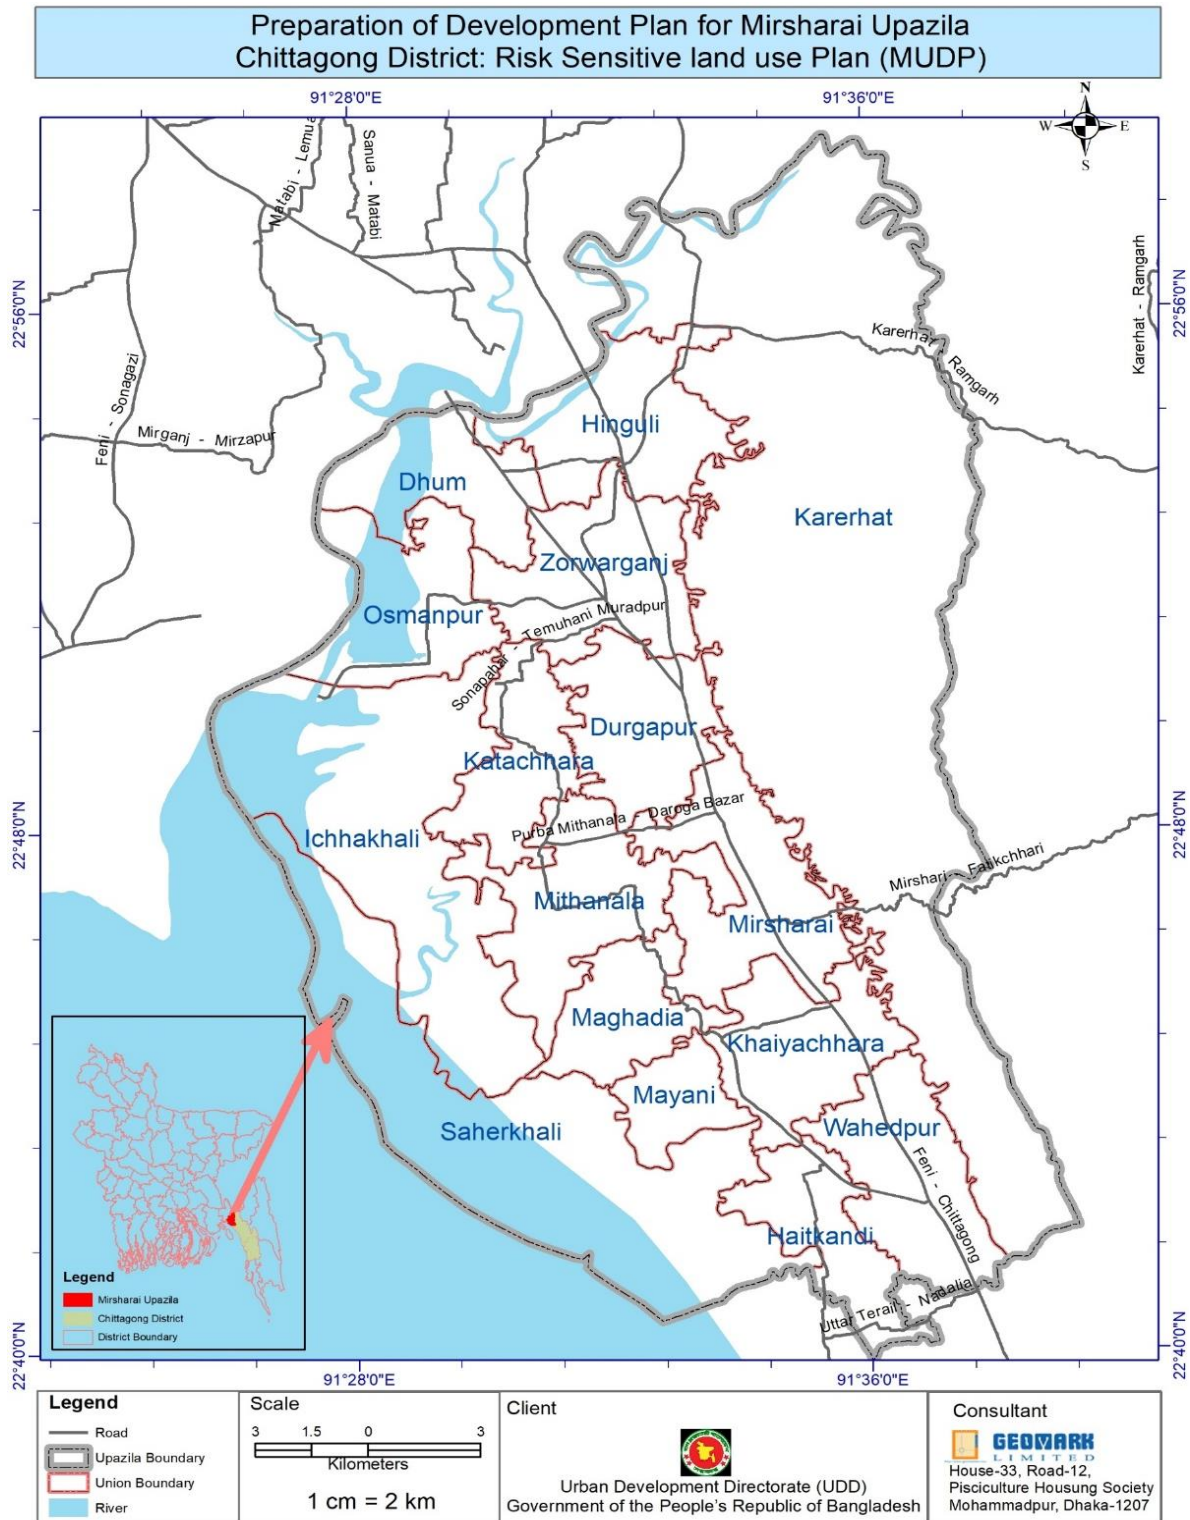 Preparation of Development Plan for Mirsharai Upazila
Chittagong District: Risk Sensitive land use Plan (MUDP)
91°28'0"E
91°36'0"E
N
W E
S
Matabi - Lemua
Sanua - Matabi
22°56'0"N
22°56'0"N
Karerhat - Ramgarh
Karerhat - Ramgarh
Feni - Sonagazi
Mirganj - Mirzapur
Hinguli
Dhum
Karerhat
Zorwarganj
Osmanpur
Sonapahar - Temuhani Muradpur
Durgapur
Katachhara
Purba Mithanala - Daroga Bazar
22°48'0"N
22°48'0"N
Ichhakhali
Mirshari - Fatikchhari
Mithanala
Mirsharai
Maghadia
Khaiyachhara
Mayani
Saherkhali
Wahedpur
Feni - Chittagong
Haitkandi
Uttar Terail - Nadalia
Legend
Mirsharai Upazila
Chittagong District
District Boundary
22°40'0"N
22°40'0"N
91°28'0"E
91°36'0"E
Legend
Road
Upazila Boundary
Union Boundary
River
Scale
3 1.5 0 3
Kilometers
1 cm = 2 km
Client
Urban Development Directorate (UDD)
Government of the People's Republic of Bangladesh
Consultant
GEOMARK
LIMITED
House-33, Road-12,
Pisciculture Housung Society
Mohammadpur, Dhaka-1207